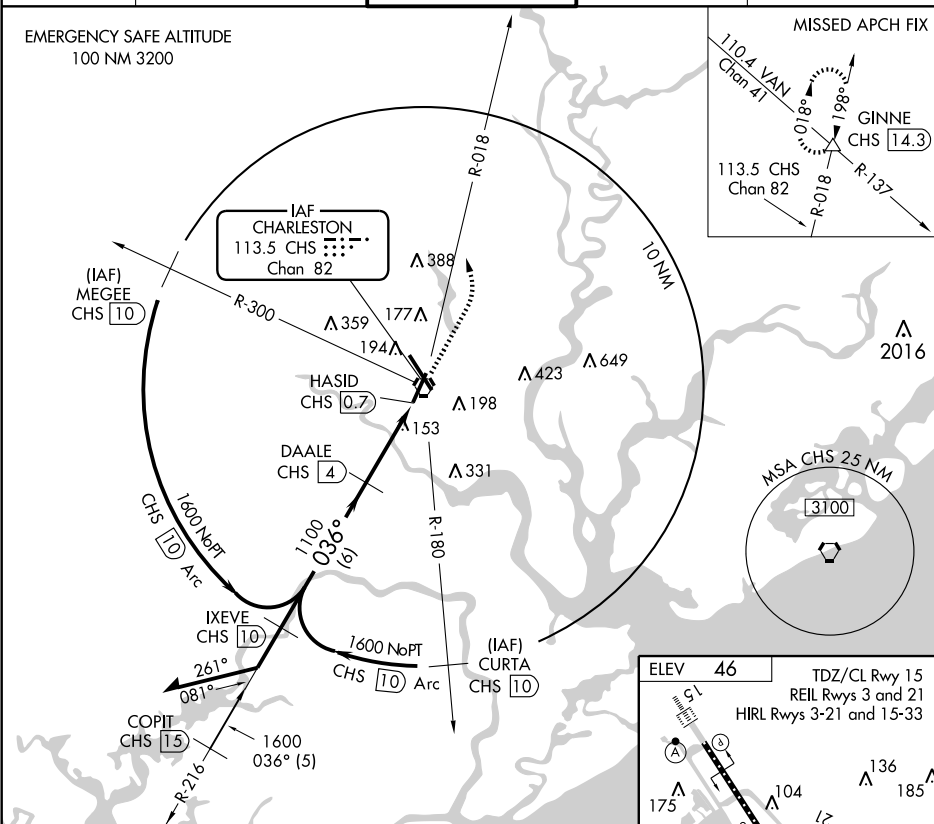 EMERGENCY SAFE ALTITUDE
100 NM 3200
MISSED APCH FIX
110.4 VAN
Chan 41
018°
198°
GINNE
CHS 14.3
113.5 CHS
Chan 82
R-018
R-137
R-018
IAF
CHARLESTON
113.5 CHS
Chan 82
388
10 NM
(IAF)
MEGEE
CHS 10
R-300
359
177
194
2016
649
423
HASID
CHS 0.7
198
153
DAALE
CHS 4
331
MSA CHS 25 NM
3100
1600 NoPT
CHS 10 Arc
R-180
1100
036°
(6)
IXEVE
CHS 10
1600 NoPT
CHS 10 Arc
(IAF)
CURTA
CHS 10
261°
081°
COPIT
CHS 15
1600
036° (5)
R-216
ELEV 46
TDZ/CL Rwy 15
REIL Rwys 3 and 21
HIRL Rwys 3-21 and 15-33
15
A
P
175
104
136
185
21